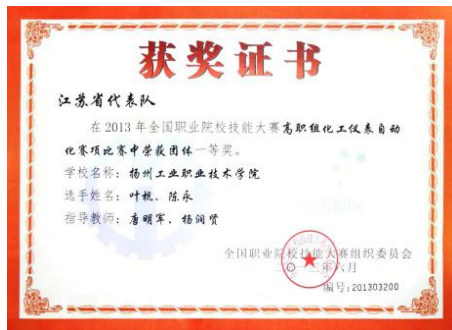 获奖证书
江苏省代表队
在2013年全国职业院校技能大赛高职组化工仪表自动
化赛项比赛中荣获团体一等奖。
学校名称：扬州工业职业技术学院
选手姓名：叶桄、陈永
指导教师：唐明军、杨润贤
全国职业院校技能大赛组织委员会
二〇一三年六月
编号:201303200